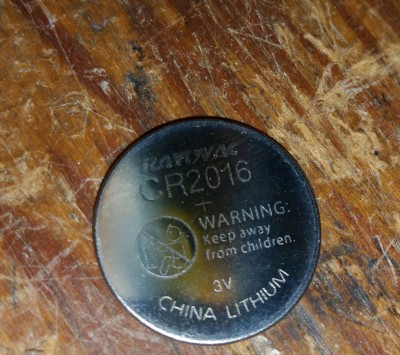 RAYOVAC
CR2016
+
WARNING:
Keep away
from children.
3V
CHINA LITHIUM